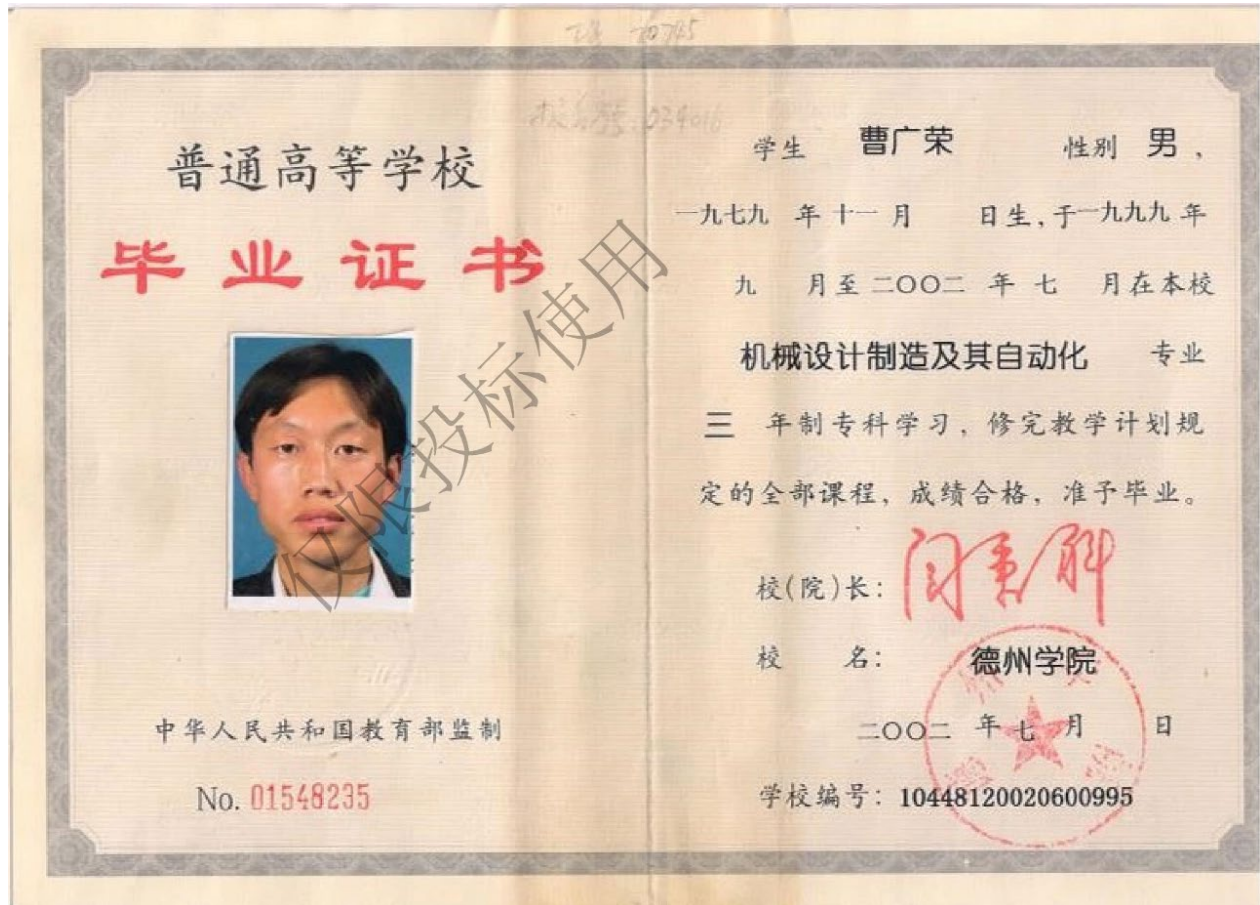 普通高等学校
毕业证书
仅限投标使用
中华人民共和国教育部监制
No. 01548235
学生 曹广荣 性别 男，
一九七九 年 十一 月 日生，于一九九九 年
九 月至 二〇〇二 年 七 月在本校
机械设计制造及其自动化 专业
三 年制专科学习，修完教学计划规
定的全部课程，成绩合格，准予毕业。
校(院)长：
校 名： 德州学院
二〇〇二 年 七 月 日
学校编号：10448120020600995